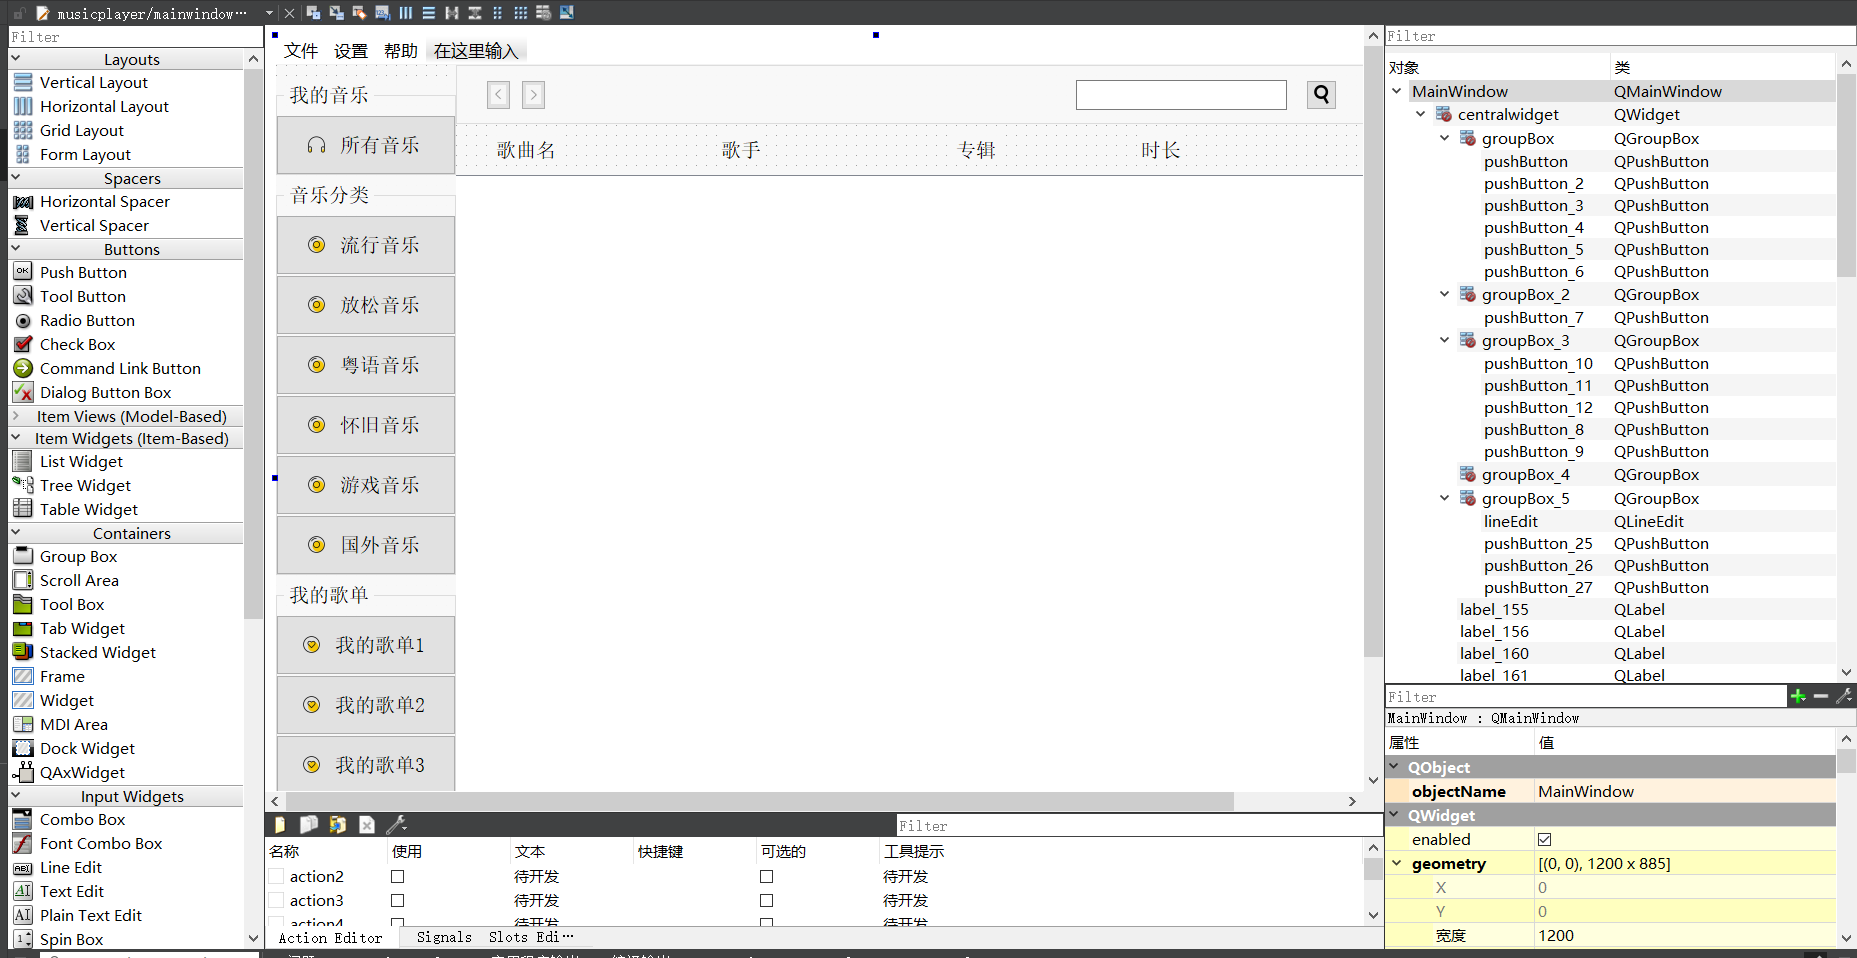 musicplayer/mainwindow…
Filter
Layouts
Vertical Layout
Horizontal Layout
Grid Layout
Form Layout
Spacers
Horizontal Spacer
Vertical Spacer
Buttons
Push Button
Tool Button
Radio Button
Check Box
Command Link Button
Dialog Button Box
Item Views (Model-Based)
Item Widgets (Item-Based)
List Widget
Tree Widget
Table Widget
Containers
Group Box
Scroll Area
Tool Box
Tab Widget
Stacked Widget
Frame
Widget
MDI Area
Dock Widget
QAxWidget
Input Widgets
Combo Box
Font Combo Box
Line Edit
Text Edit
Plain Text Edit
Spin Box
文件 设置 帮助 在这里输入
我的音乐
所有音乐
音乐分类
流行音乐
放松音乐
粤语音乐
怀旧音乐
游戏音乐
国外音乐
我的歌单
我的歌单1
我的歌单2
我的歌单3
< >
歌曲名 歌手 专辑 时长
Filter
名称 使用 文本 快捷键 可选的 工具提示
action2 待开发 待开发
action3 待开发 待开发
action4 待开发 待开发
Action Editor Signals Slots Edi…
Filter
对象 类
MainWindow QMainWindow
centralwidget QWidget
groupBox QGroupBox
pushButton QPushButton
pushButton_2 QPushButton
pushButton_3 QPushButton
pushButton_4 QPushButton
pushButton_5 QPushButton
pushButton_6 QPushButton
groupBox_2 QGroupBox
pushButton_7 QPushButton
groupBox_3 QGroupBox
pushButton_10 QPushButton
pushButton_11 QPushButton
pushButton_12 QPushButton
pushButton_8 QPushButton
pushButton_9 QPushButton
groupBox_4 QGroupBox
groupBox_5 QGroupBox
lineEdit QLineEdit
pushButton_25 QPushButton
pushButton_26 QPushButton
pushButton_27 QPushButton
label_155 QLabel
label_156 QLabel
label_160 QLabel
label_161 QLabel
Filter
MainWindow : QMainWindow
属性 值
QObject
objectName MainWindow
QWidget
enabled
geometry [(0, 0), 1200 x 885]
X 0
Y 0
宽度 1200